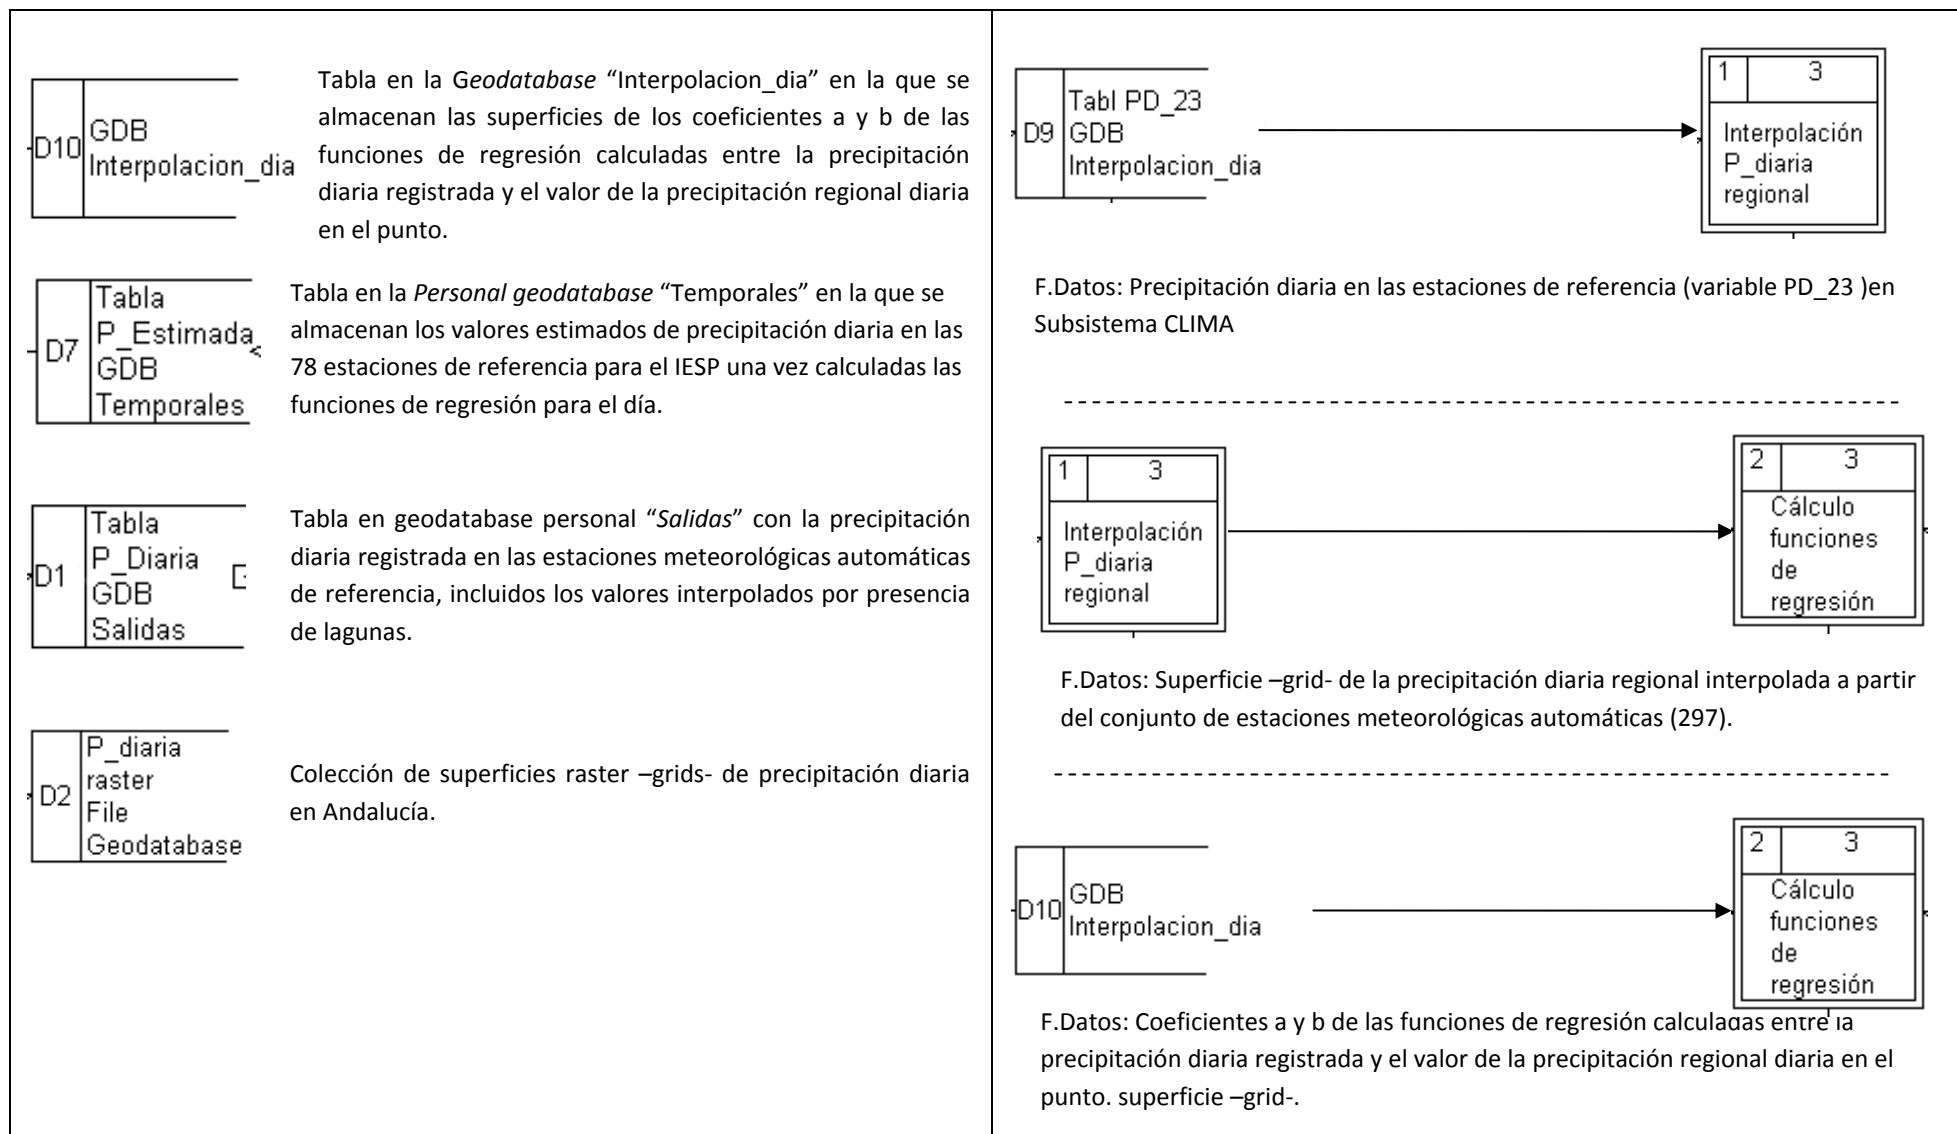 D10
GDB
Interpolacion_dia
Tabla en la Geodatabase “Interpolacion_dia” en la que se
almacenan las superficies de los coeficientes a y b de las
funciones de regresión calculadas entre la precipitación
diaria registrada y el valor de la precipitación regional diaria
en el punto.
D7
Tabla
P_Estimada
GDB
Temporales
Tabla en la Personal geodatabase “Temporales” en la que se
almacenan los valores estimados de precipitación diaria en las
78 estaciones de referencia para el IESP una vez calculadas las
funciones de regresión para el día.
D1
Tabla
P_Diaria
GDB
Salidas
Tabla en geodatabase personal “Salidas” con la precipitación
diaria registrada en las estaciones meteorológicas automáticas
de referencia, incluidos los valores interpolados por presencia
de lagunas.
D2
P_diaria
raster
File
Geodatabase
Colección de superficies raster –grids- de precipitación diaria
en Andalucía.
D9
Tabl PD_23
GDB
Interpolacion_dia
1 3
Interpolación
P_diaria
regional
F.Datos: Precipitación diaria en las estaciones de referencia (variable PD_23 )en
Subsistema CLIMA
1 3
Interpolación
P_diaria
regional
2 3
Cálculo
funciones
de
regresión
F.Datos: Superficie –grid- de la precipitación diaria regional interpolada a partir
del conjunto de estaciones meteorológicas automáticas (297).
D10
GDB
Interpolacion_dia
2 3
Cálculo
funciones
de
regresión
F.Datos: Coeficientes a y b de las funciones de regresión calculadas entre la
precipitación diaria registrada y el valor de la precipitación regional diaria en el
punto. superficie –grid-.